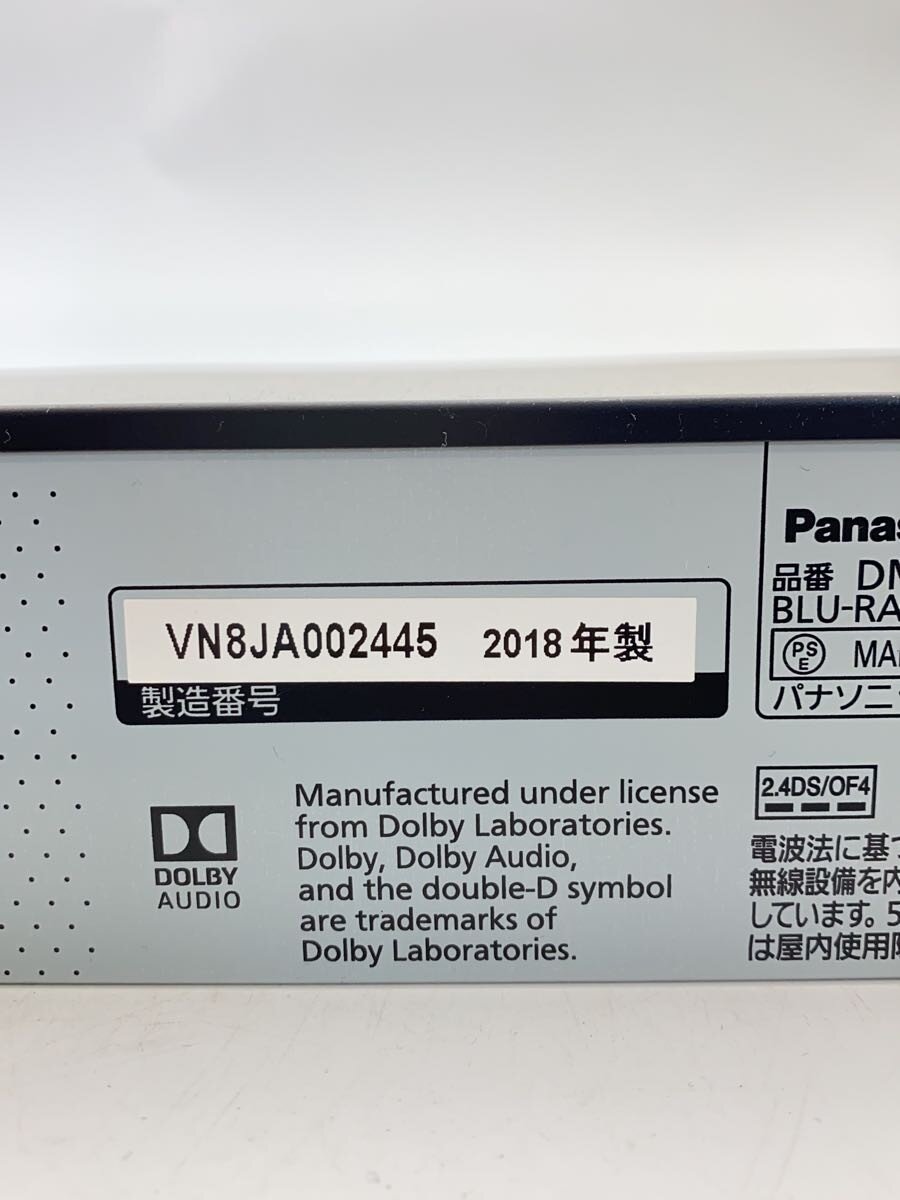 VN8JA002445 2018年製
製造番号
DOLBY
AUDIO
Manufactured under license
from Dolby Laboratories.
Dolby, Dolby Audio,
and the double-D symbol
are trademarks of
Dolby Laboratories.
Panas
品番 DM
BLU-RA
PS
E
MA
パナソニッ
2.4DS/OF4
電波法に基づ
無線設備を内
しています。5
は屋内使用限